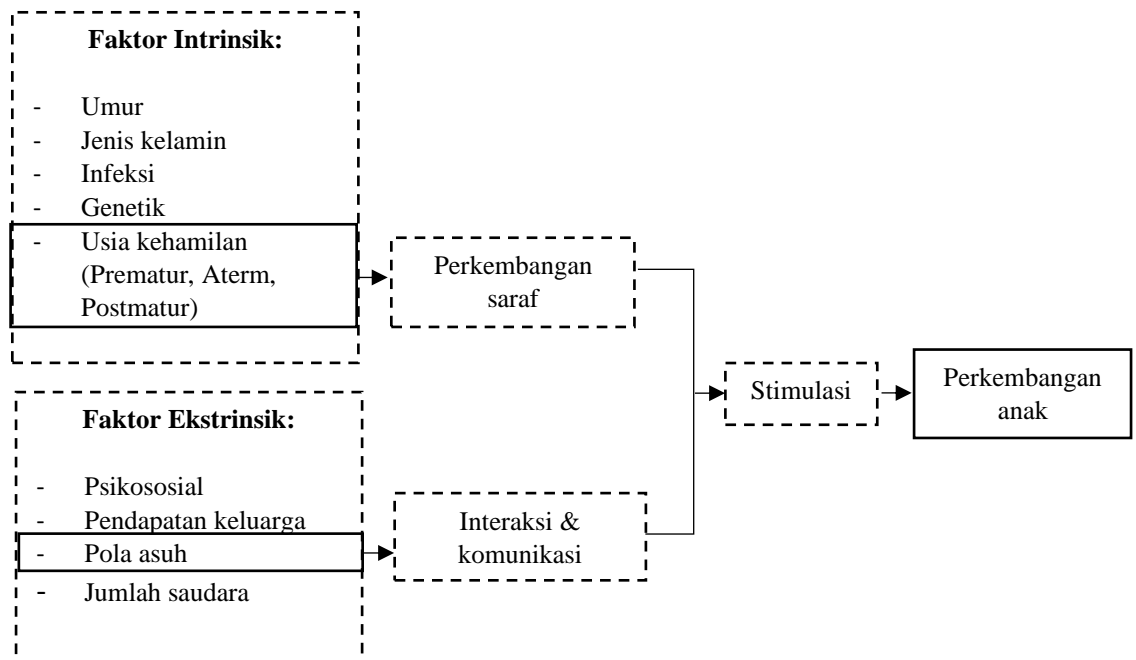 Faktor Intrinsik:
- Umur
- Jenis kelamin
- Infeksi
- Genetik
- Usia kehamilan
(Prematur, Aterm,
Postmatur)
Perkembangan
saraf
Faktor Ekstrinsik:
- Psikososial
- Pendapatan keluarga
- Pola asuh
- Jumlah saudara
Interaksi &
komunikasi
Stimulasi
Perkembangan
anak